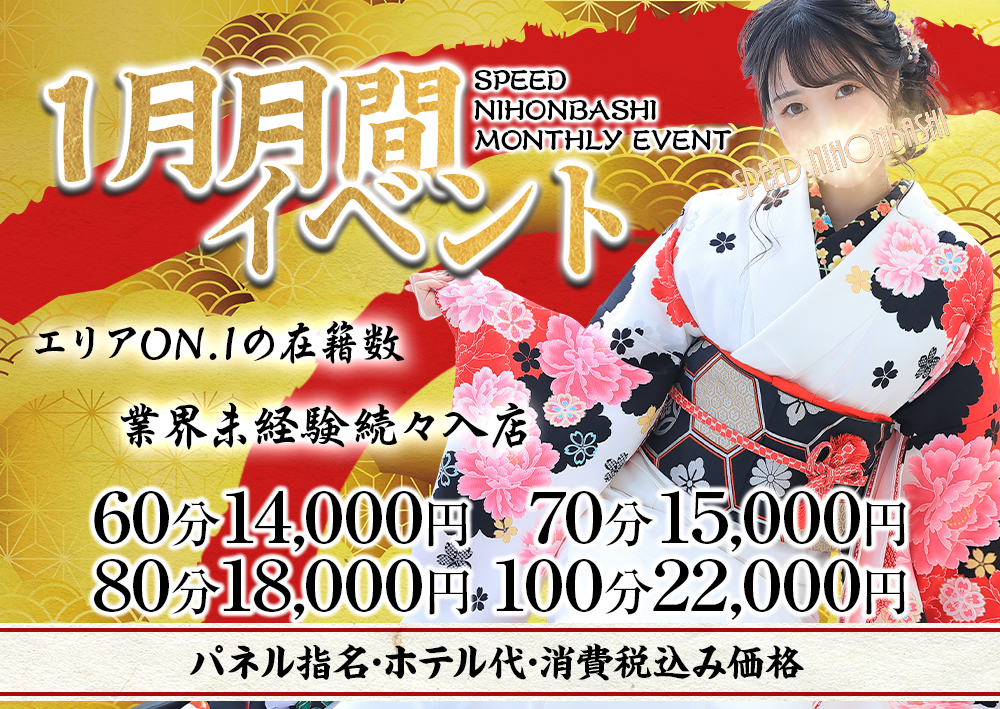 1月月間
イベント
SPEED
NIHONBASHI
MONTHLY EVENT
SPEED NIHONBASHI
エリアON.1の在籍数
業界未経験続々入店
60分14,000円 70分15,000円
80分18,000円 100分22,000円
パネル指名・ホテル代・消費税込み価格